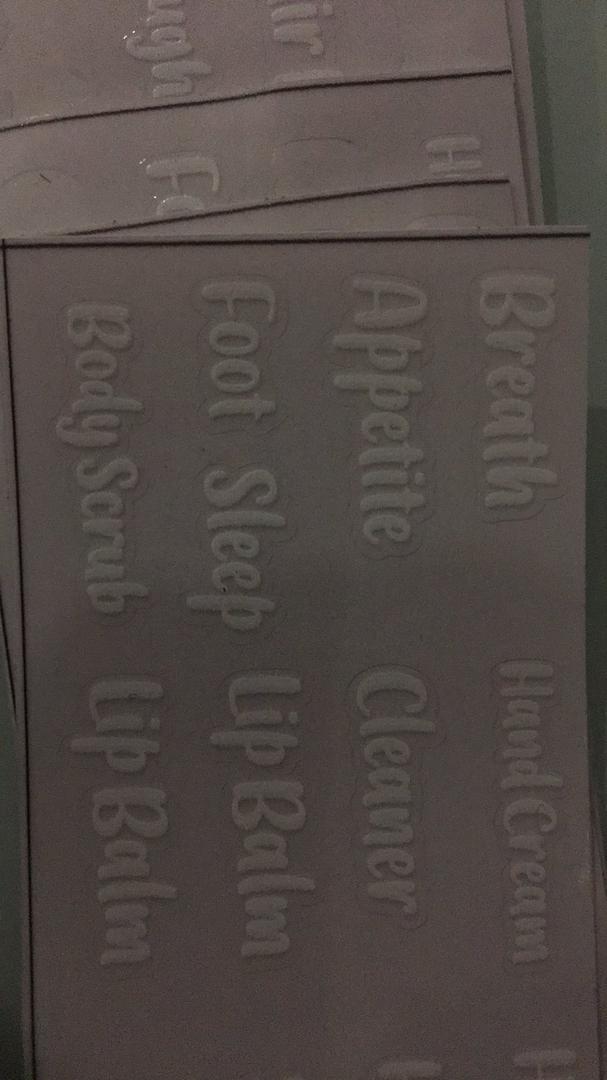 Breath
Hand Cream
Appetite
Cleaner
Foot
Sleep
Lip Balm
Body Scrub
Lip Balm